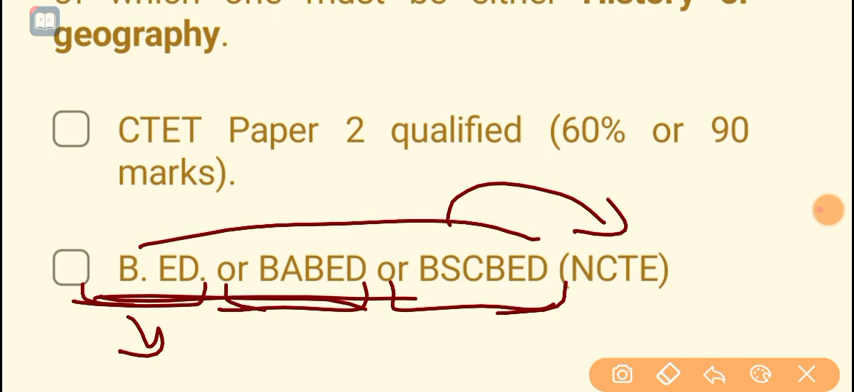 geography.
CTET Paper 2 qualified (60% or 90
marks).
B. ED. or BABED or BSCBED (NCTE)